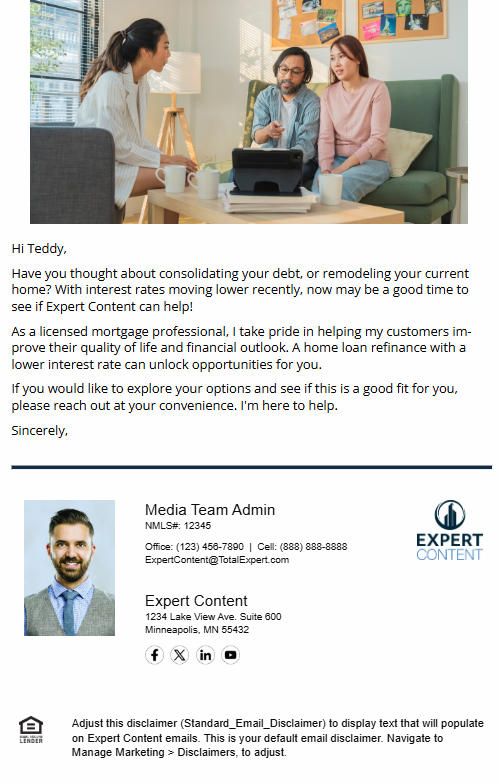 Hi Teddy,
Have you thought about consolidating your debt, or remodeling your current
home? With interest rates moving lower recently, now may be a good time to
see if Expert Content can help!
As a licensed mortgage professional, I take pride in helping my customers im-
prove their quality of life and financial outlook. A home loan refinance with a
lower interest rate can unlock opportunities for you.
If you would like to explore your options and see if this is a good fit for you,
please reach out at your convenience. I'm here to help.
Sincerely,
Media Team Admin
NMLS#: 12345
Office: (123) 456-7890 | Cell: (888) 888-8888
ExpertContent@TotalExpert.com
EXPERT
CONTENT
Expert Content
1234 Lake View Ave. Suite 600
Minneapolis, MN 55432
EQUAL HOUSING
LENDER
Adjust this disclaimer (Standard_Email_Disclaimer) to display text that will populate
on Expert Content emails. This is your default email disclaimer. Navigate to
Manage Marketing > Disclaimers, to adjust.